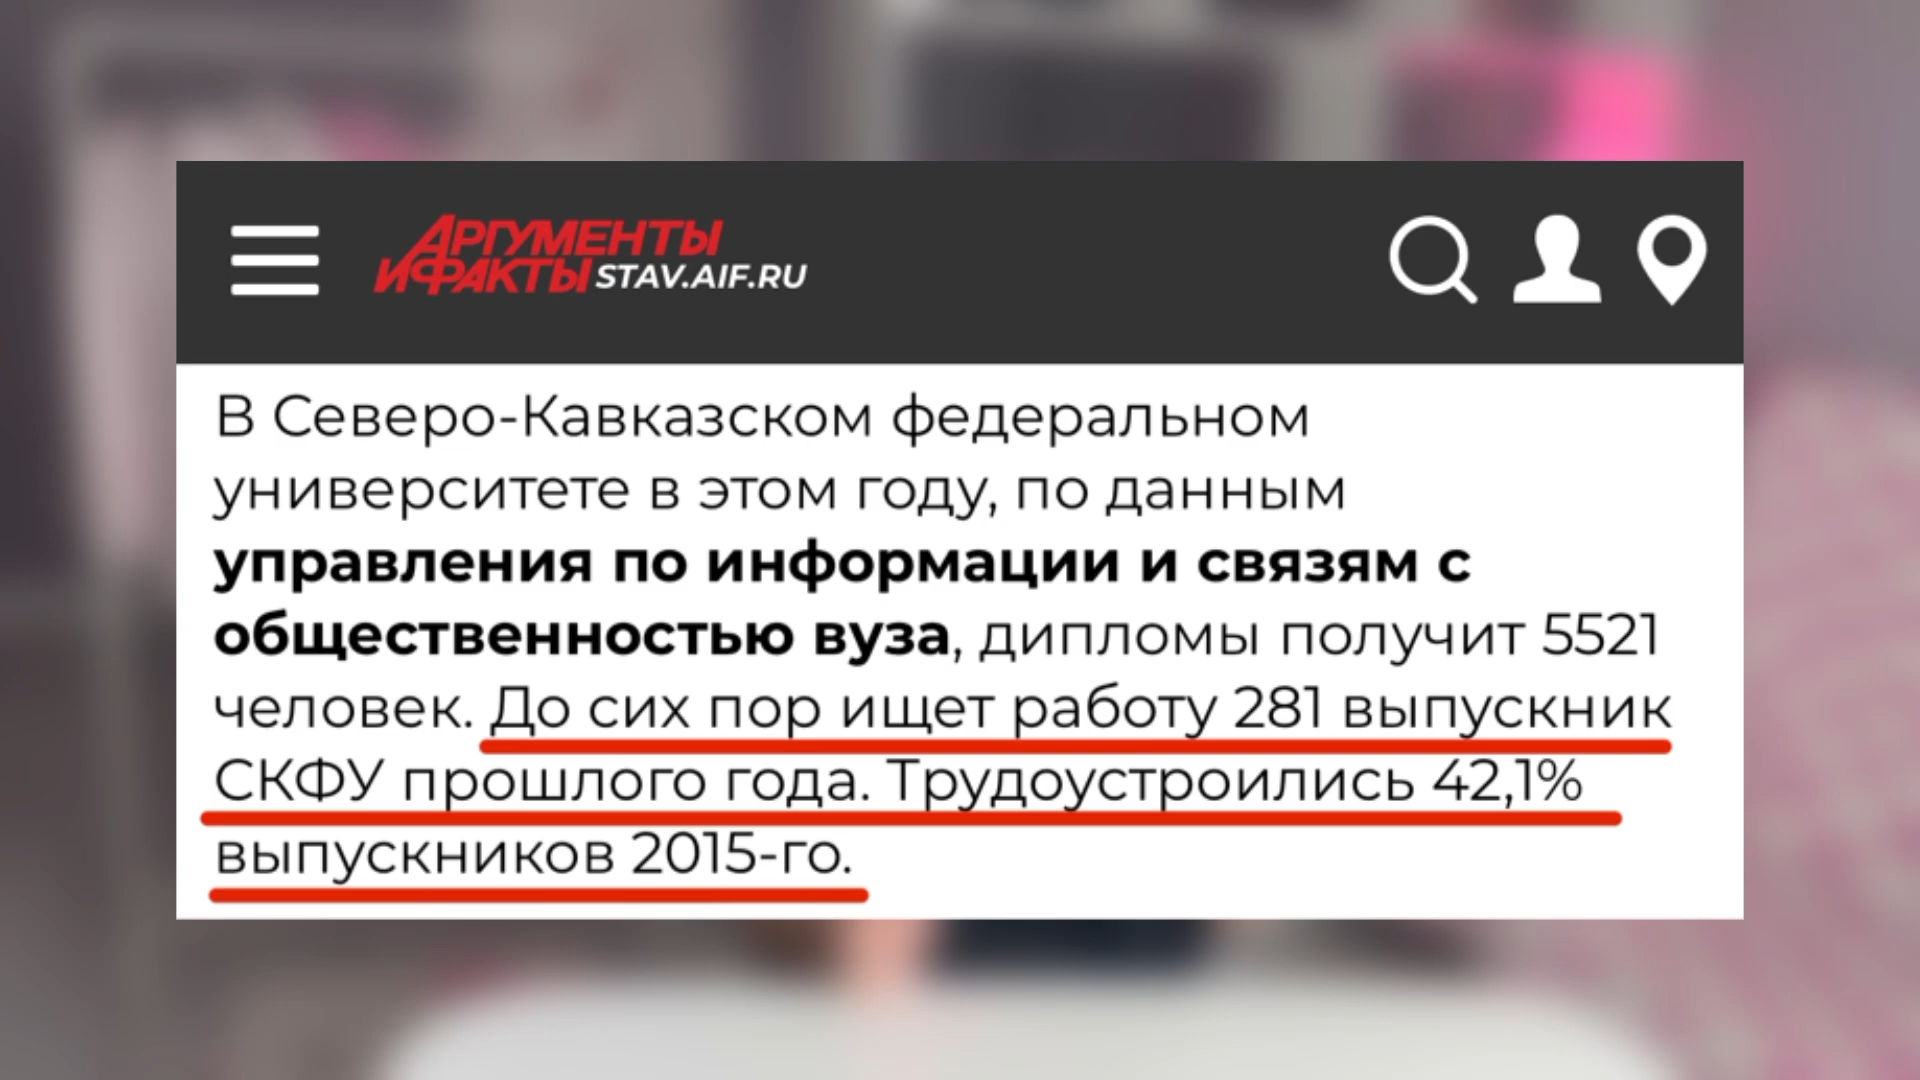 АРГУМЕНТЫ
И ФАКТЫ STAV.AIF.RU
В Северо-Кавказском федеральном
университете в этом году, по данным
управления по информации и связям с
общественностью вуза, дипломы получит 5521
человек. До сих пор ищет работу 281 выпускник
СКФУ прошлого года. Трудоустроились 42,1%
выпускников 2015-го.